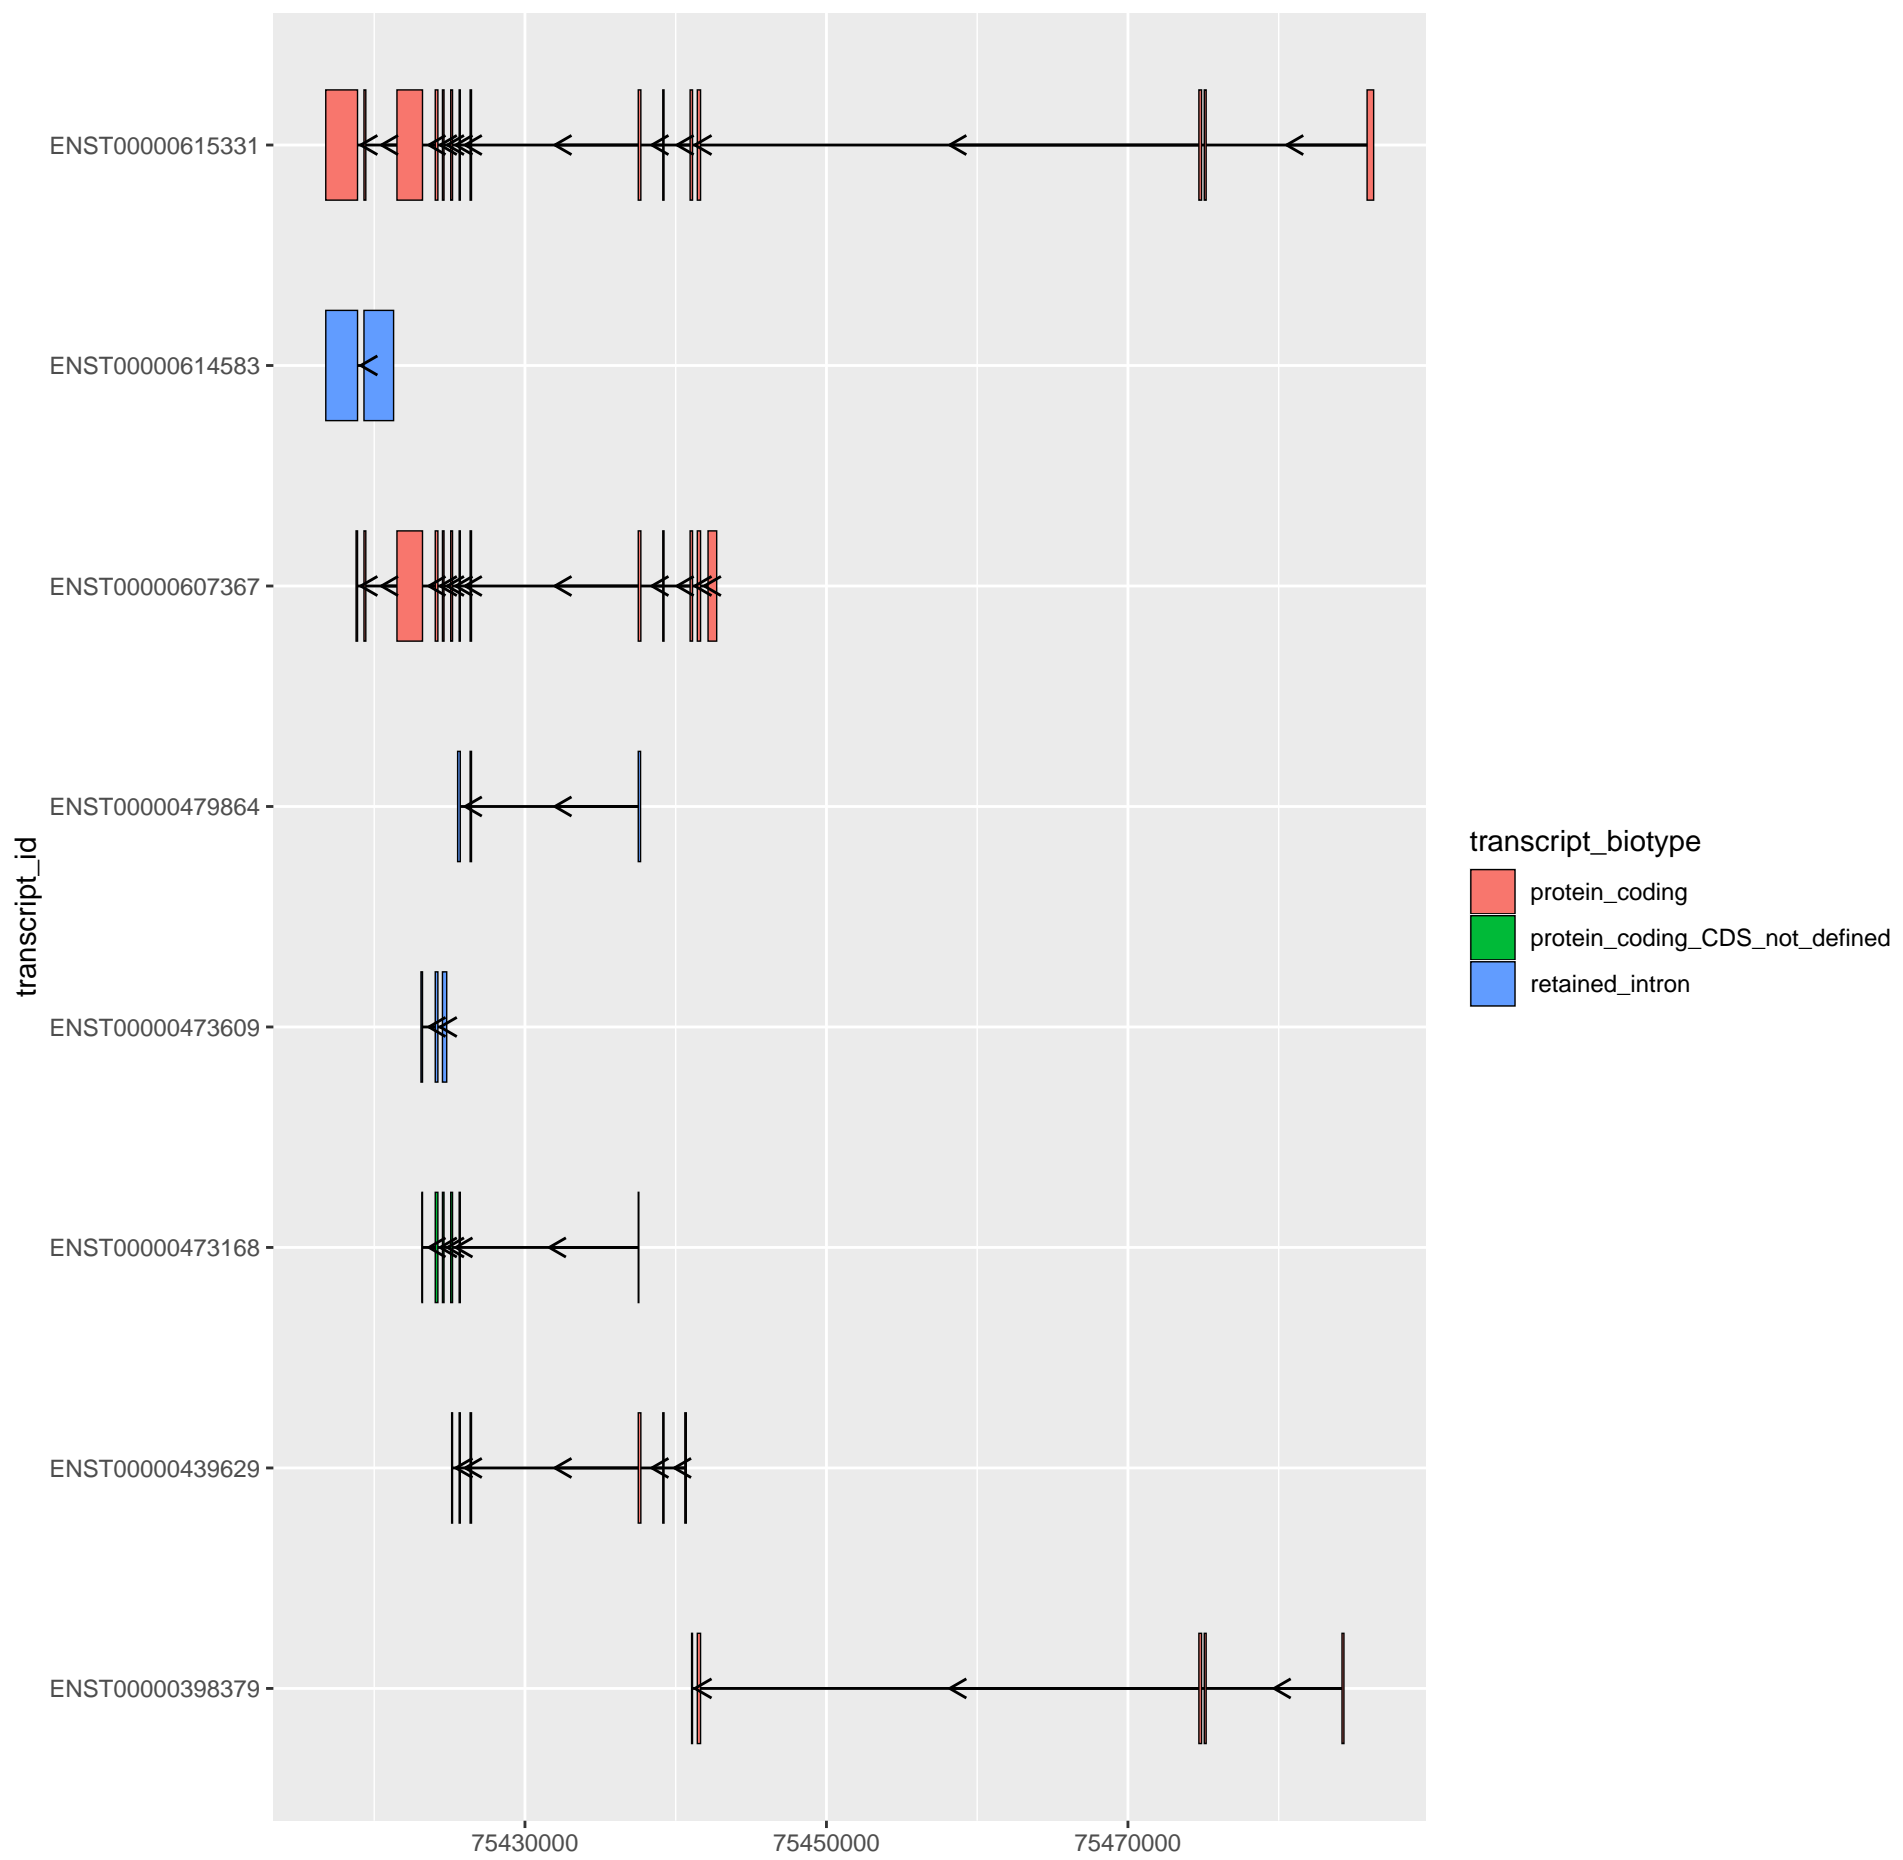 ENST00000615331
ENST00000614583
ENST00000607367
ENST00000479864
ENST00000473609
ENST00000473168
ENST00000439629
ENST00000398379
transcript_id
75430000
75450000
75470000
transcript_biotype
protein_coding
protein_coding_CDS_not_defined
retained_intron